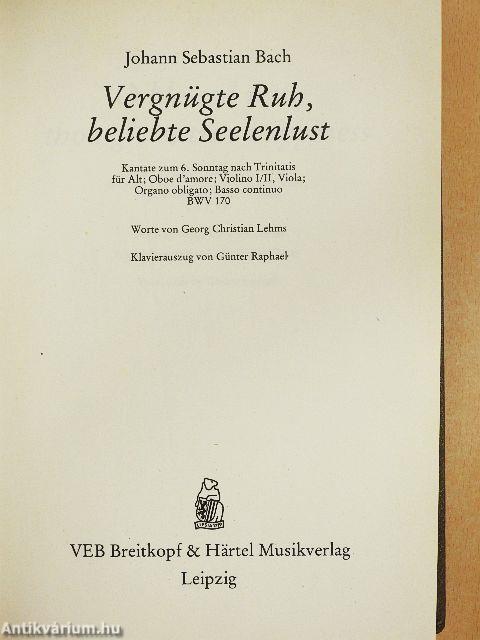 Johann Sebastian Bach
Vergnügte Ruh,
beliebte Seelenlust
Kantate zum 6. Sonntag nach Trinitatis
für Alt; Oboe d'amore; Violino I/II, Viola;
Organo obligato; Basso continuo
BWV 170
Worte von Georg Christian Lehms
Klavierauszug von Günter Raphael
VEB Breitkopf & Härtel Musikverlag
Leipzig
Antikvárium.hu